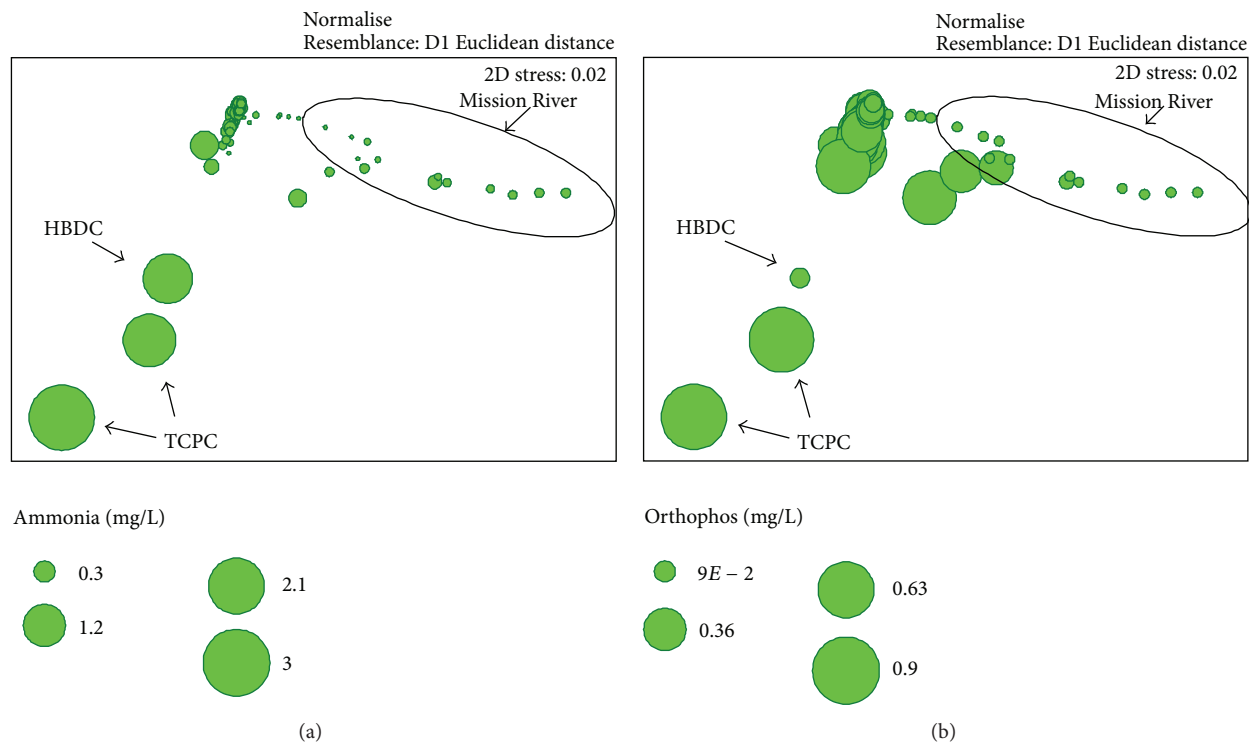 Normalise
Resemblance: D1 Euclidean distance
2D stress: 0.02
Mission River
HBDC
TCPC
Ammonia (mg/L)
0.3
1.2
2.1
3
(a)
Normalise
Resemblance: D1 Euclidean distance
2D stress: 0.02
Mission River
HBDC
TCPC
Orthophos (mg/L)
9E − 2
0.36
0.63
0.9
(b)